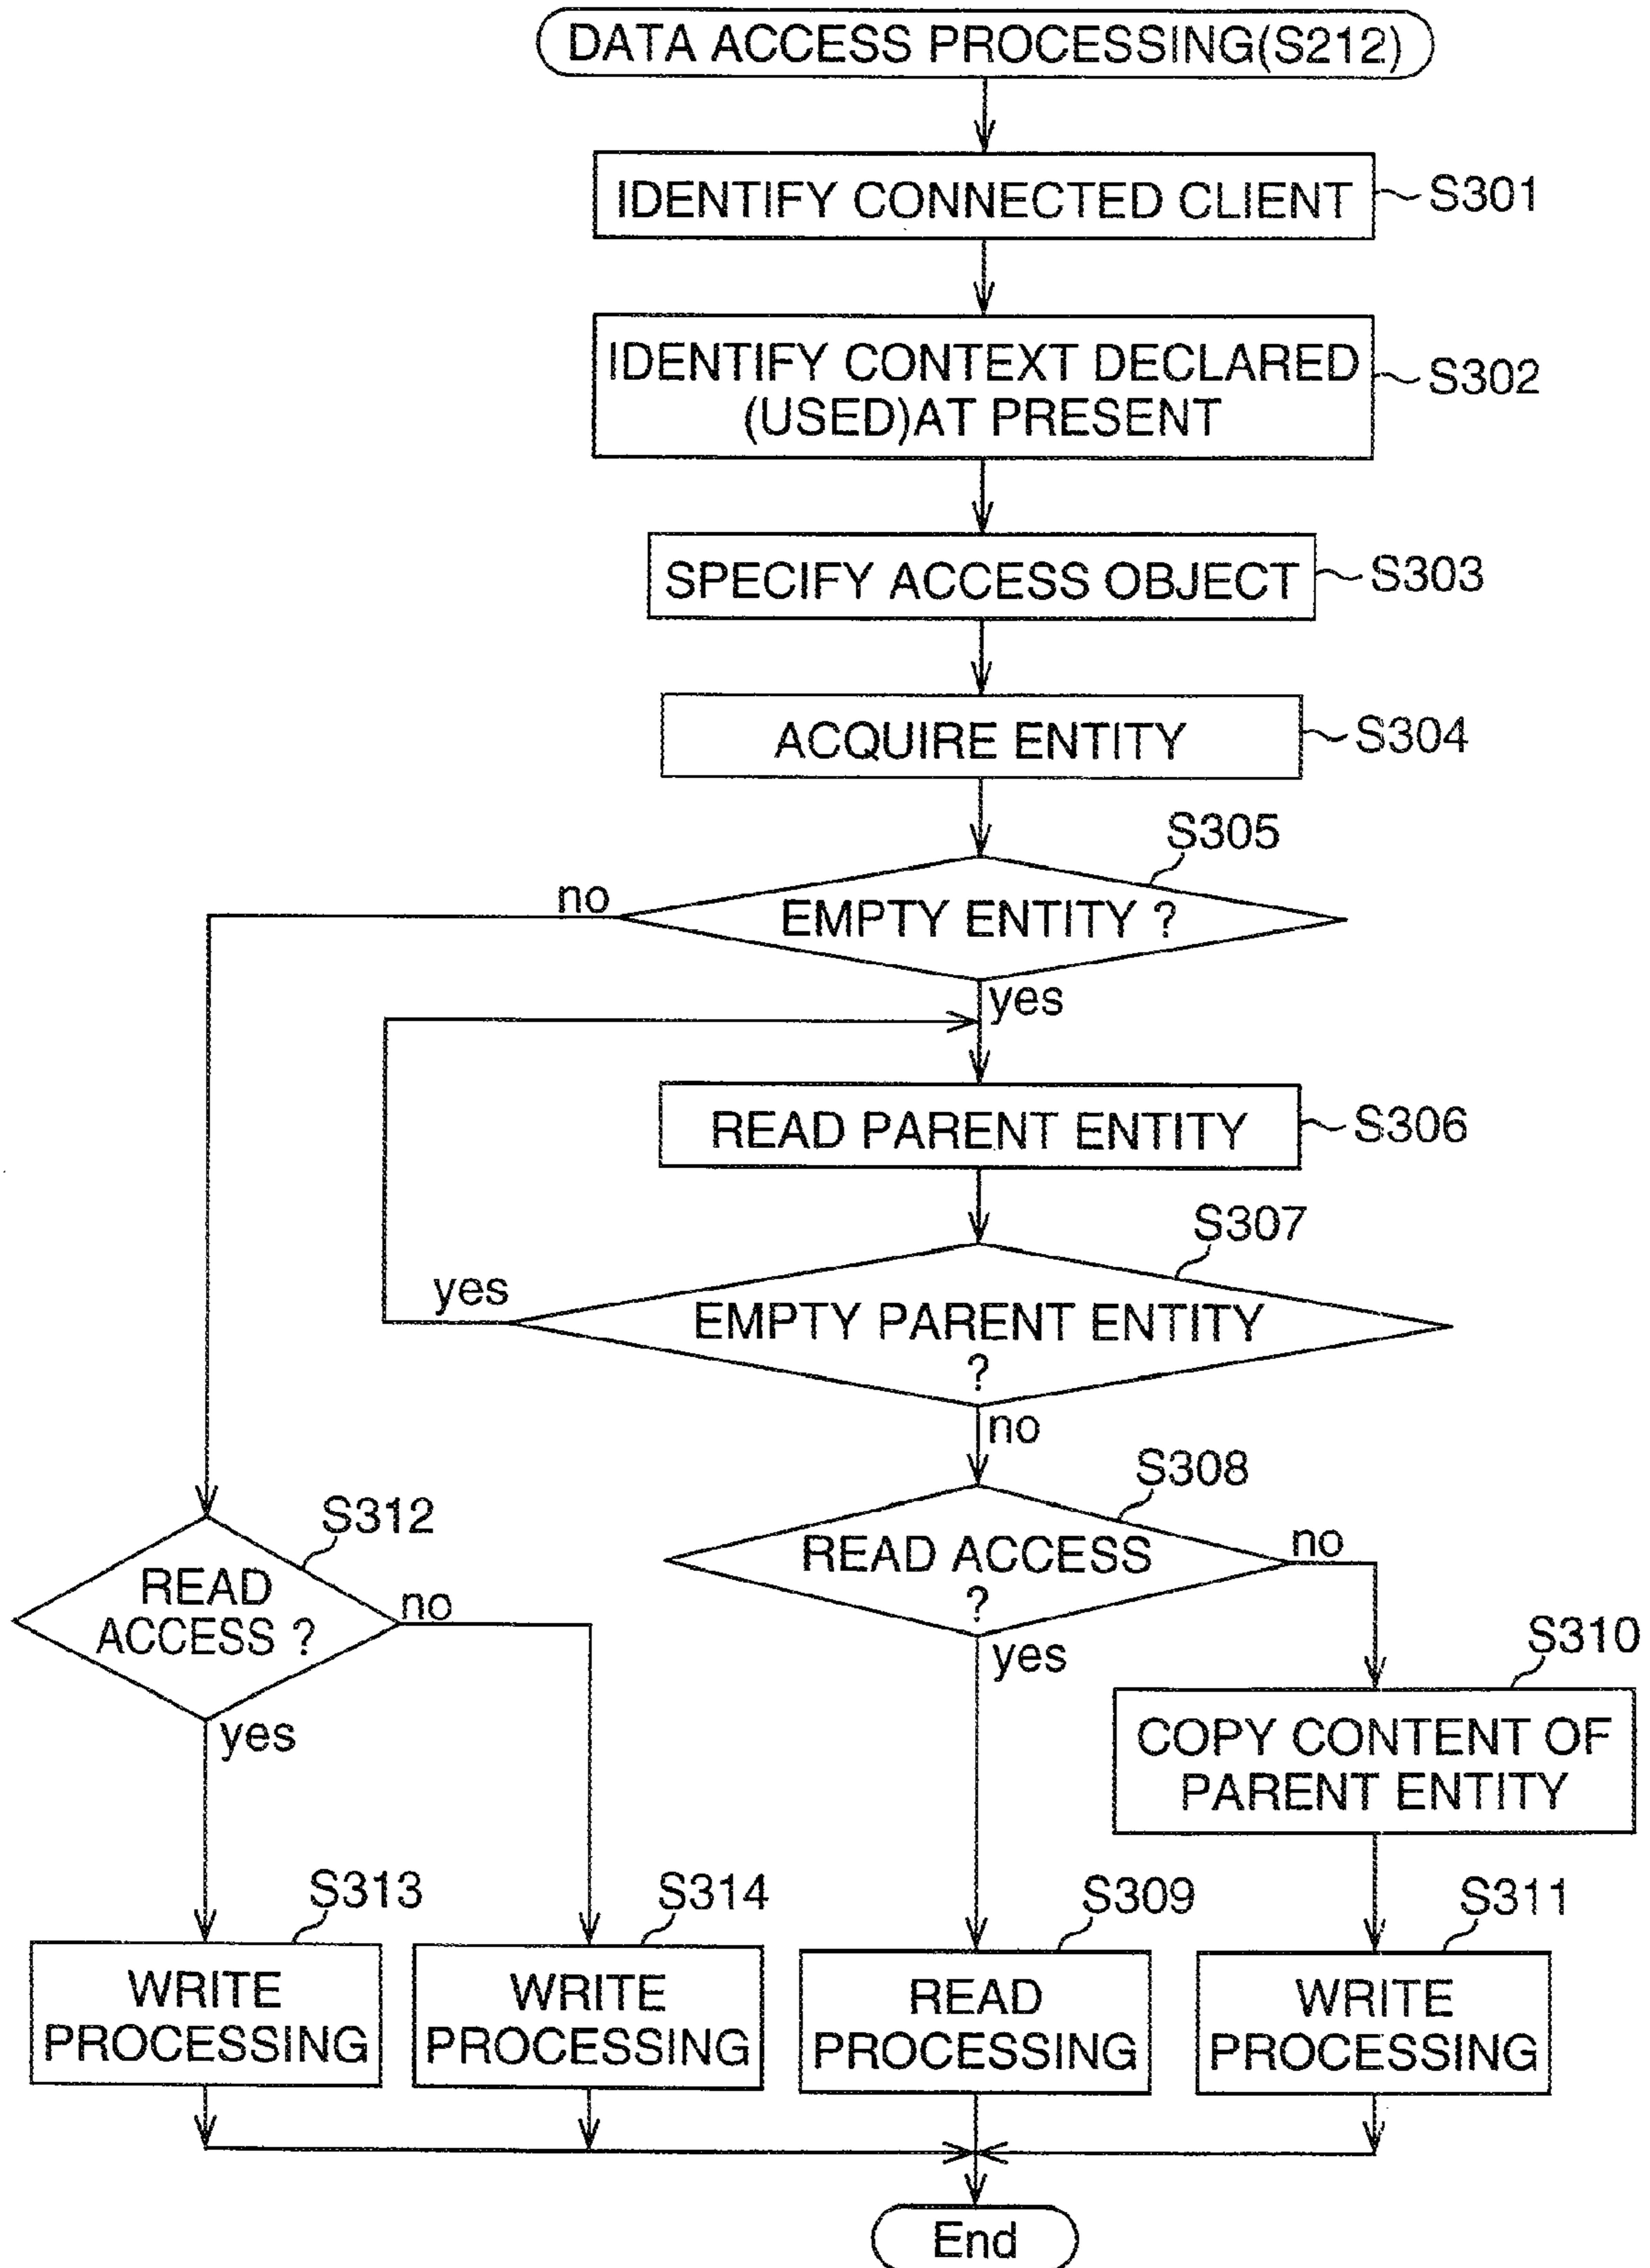 DATA ACCESS PROCESSING(S212)
IDENTIFY CONNECTED CLIENT
S301
IDENTIFY CONTEXT DECLARED
(USED)AT PRESENT
S302
SPECIFY ACCESS OBJECT
S303
ACQUIRE ENTITY
S304
S305
EMPTY ENTITY ?
no
yes
READ PARENT ENTITY
S306
S307
EMPTY PARENT ENTITY
?
yes
no
S308
READ ACCESS
?
no
yes
S312
READ
ACCESS ?
no
yes
S310
COPY CONTENT OF
PARENT ENTITY
S313
WRITE
PROCESSING
S314
WRITE
PROCESSING
S309
READ
PROCESSING
S311
WRITE
PROCESSING
End